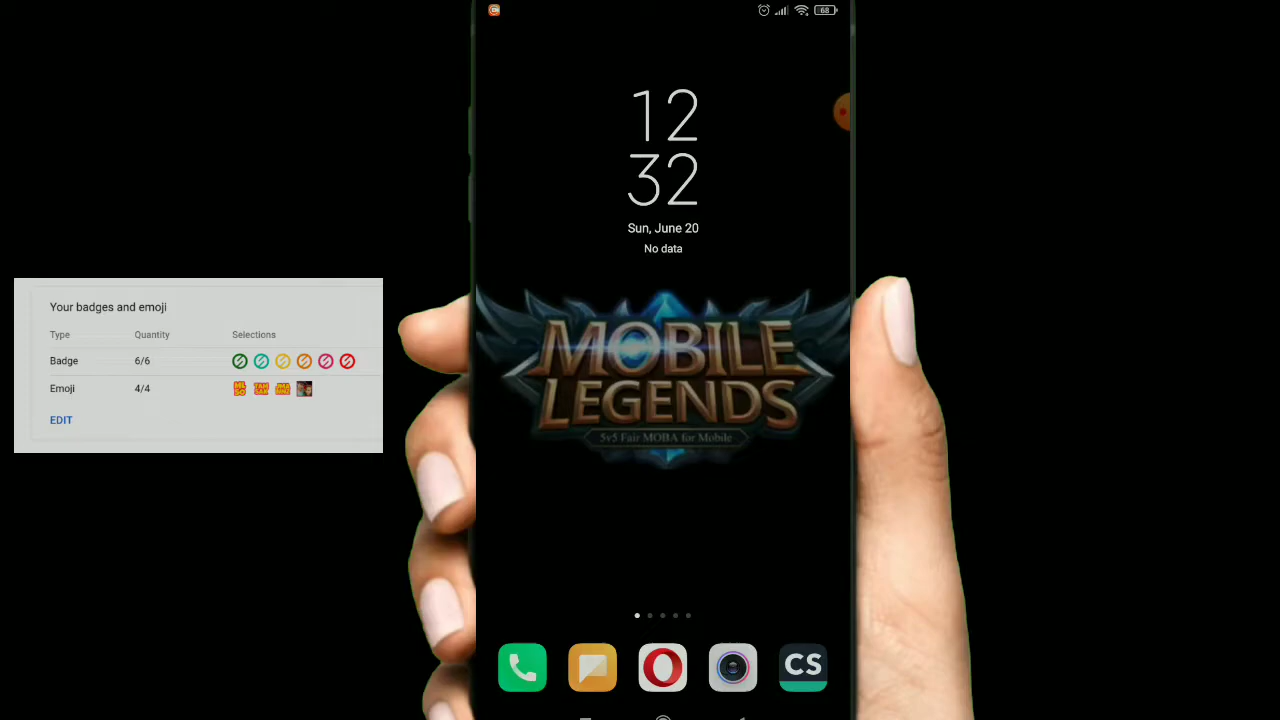 68
12
32
Sun, June 20
No data
Your badges and emoji
Type Quantity Selections
Badge 6/6
Emoji 4/4
EDIT
MOBILE
LEGENDS
5v5 Fair MOBA for Mobile
CS